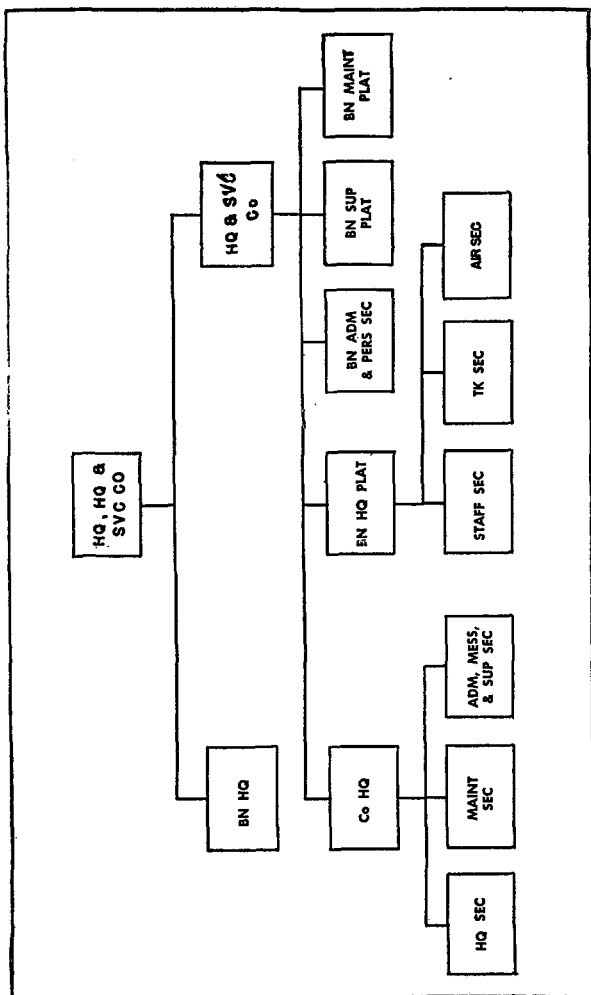 HQ, HQ &
SVC CO
BN HQ
HQ & SVC
Co
Co HQ
BN HQ PLAT
BN ADM
& PERS SEC
BN SUP
PLAT
BN MAINT
PLAT
HQ SEC
MAINT
SEC
ADM, MESS,
& SUP SEC
STAFF SEC
TK SEC
AIR SEC